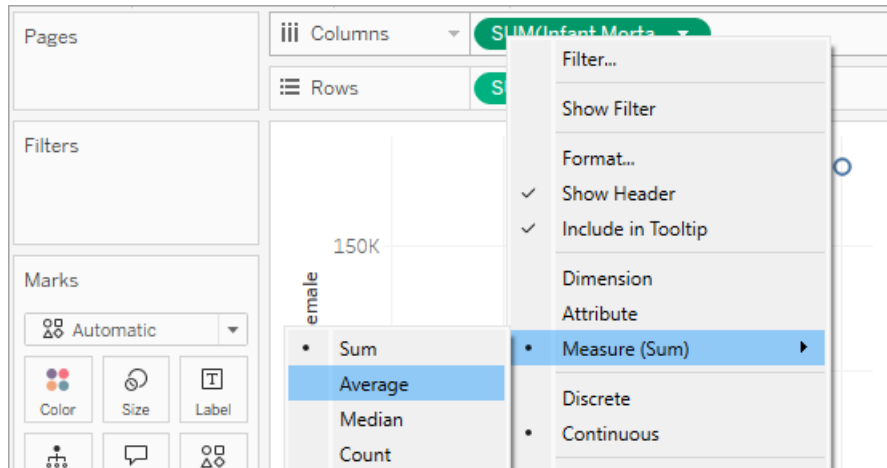 Pages
Columns
SUM(Infant Morta
Rows
Filters
Filter...
Show Filter
Format...
Show Header
Include in Tooltip
Dimension
Attribute
Measure (Sum)
Discrete
Continuous
150K
emale
Marks
Automatic
Color
Size
Label
Sum
Average
Median
Count